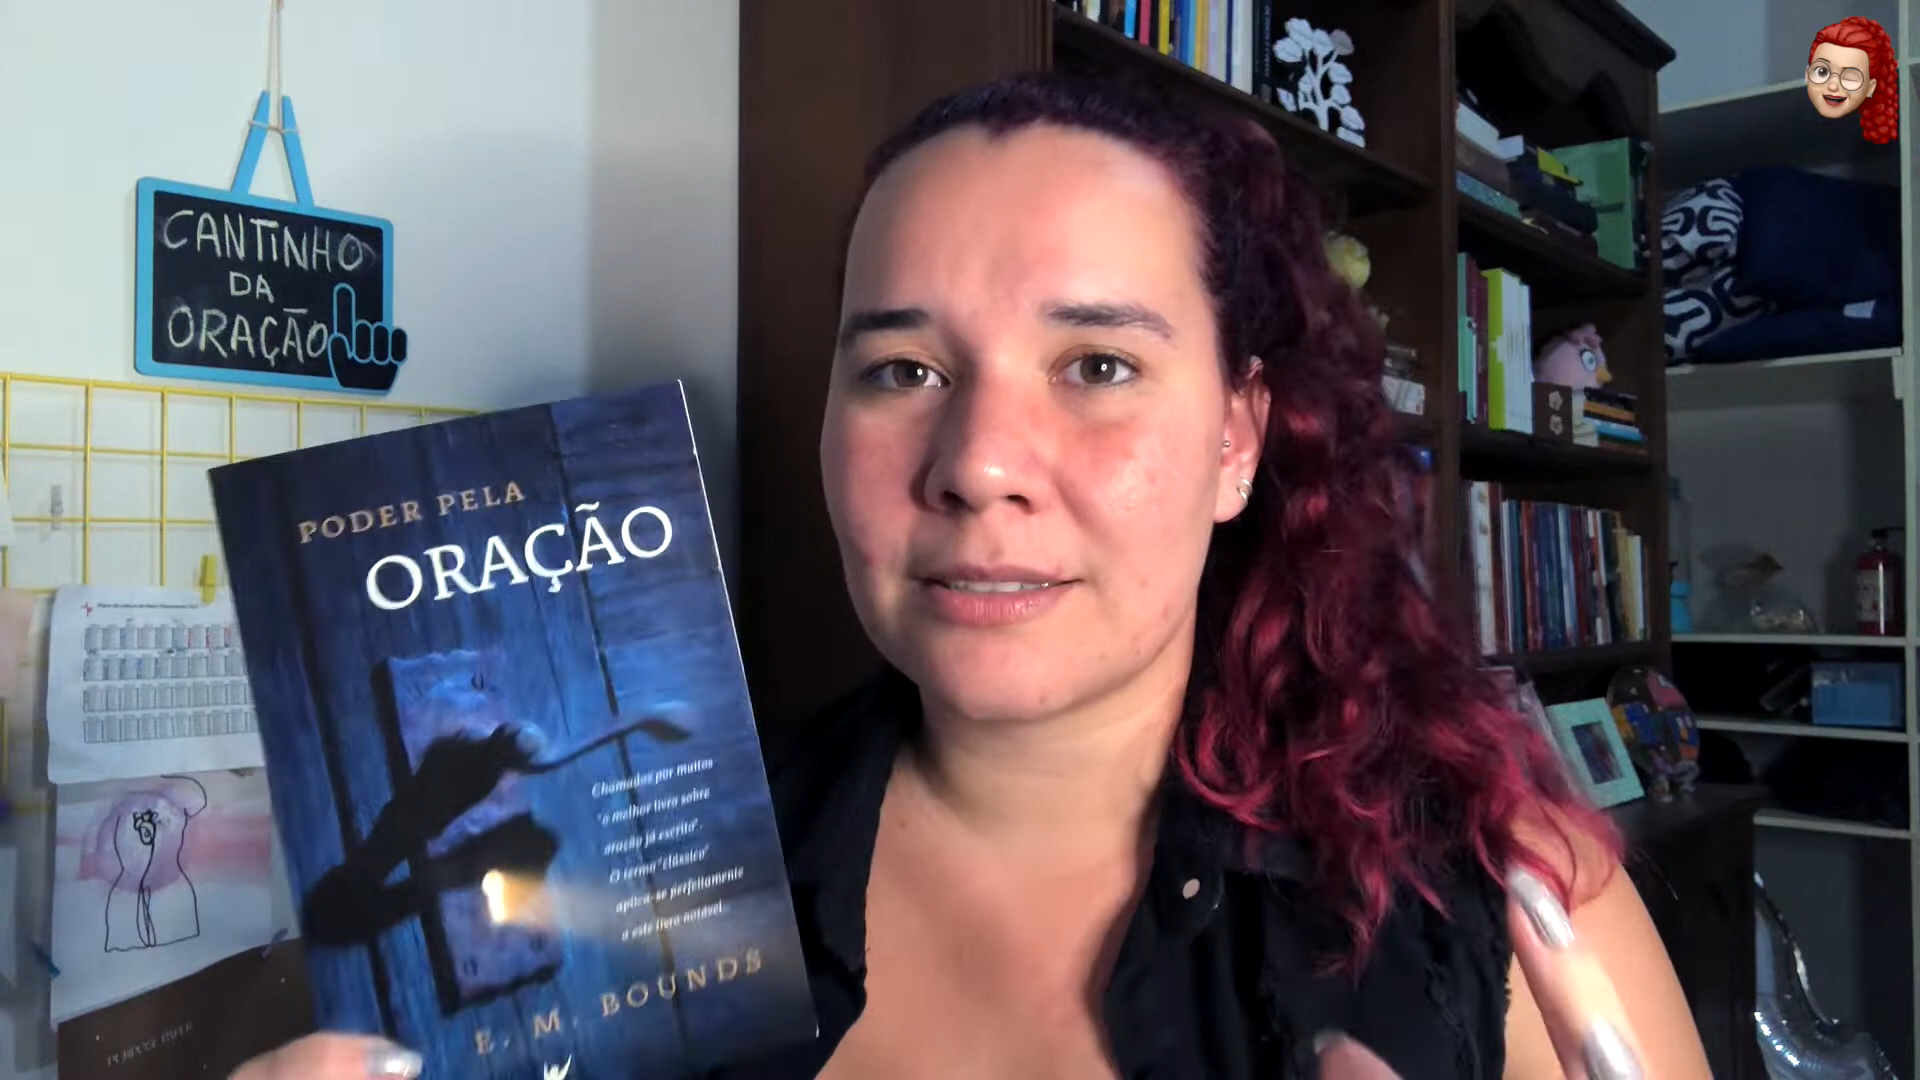 CANTINHO
DA
ORAÇÃO
PODER PELA
ORAÇÃO
Chamados por muitos
"o melhor livro sobre
oração já escrito".
O termo "clássico"
aplica-se perfeitamente
a este livro notável.
E. M. BOUNDS